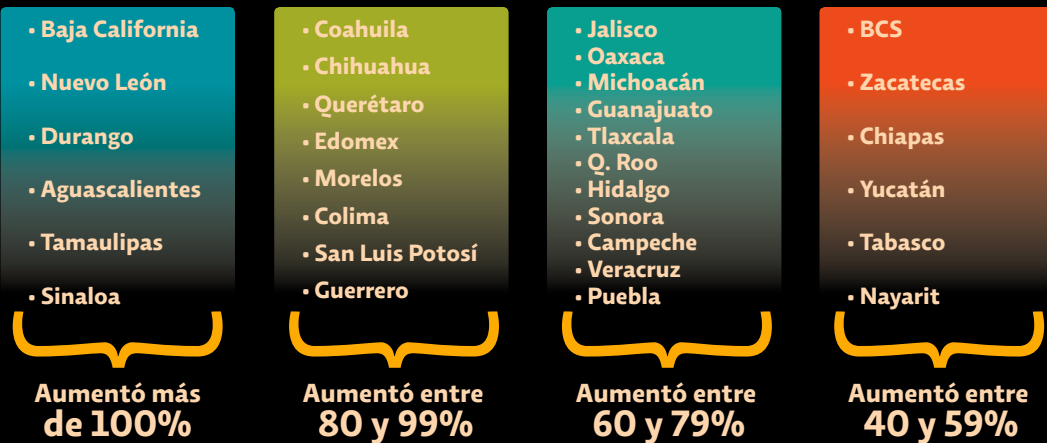 • Baja California
• Nuevo León
• Durango
• Aguascalientes
• Tamaulipas
• Sinaloa
Aumentó más
de 100%
• Coahuila
• Chihuahua
• Querétaro
• Edomex
• Morelos
• Colima
• San Luis Potosí
• Guerrero
Aumentó entre
80 y 99%
• Jalisco
• Oaxaca
• Michoacán
• Guanajuato
• Tlaxcala
• Q. Roo
• Hidalgo
• Sonora
• Campeche
• Veracruz
• Puebla
Aumentó entre
60 y 79%
• BCS
• Zacatecas
• Chiapas
• Yucatán
• Tabasco
• Nayarit
Aumentó entre
40 y 59%